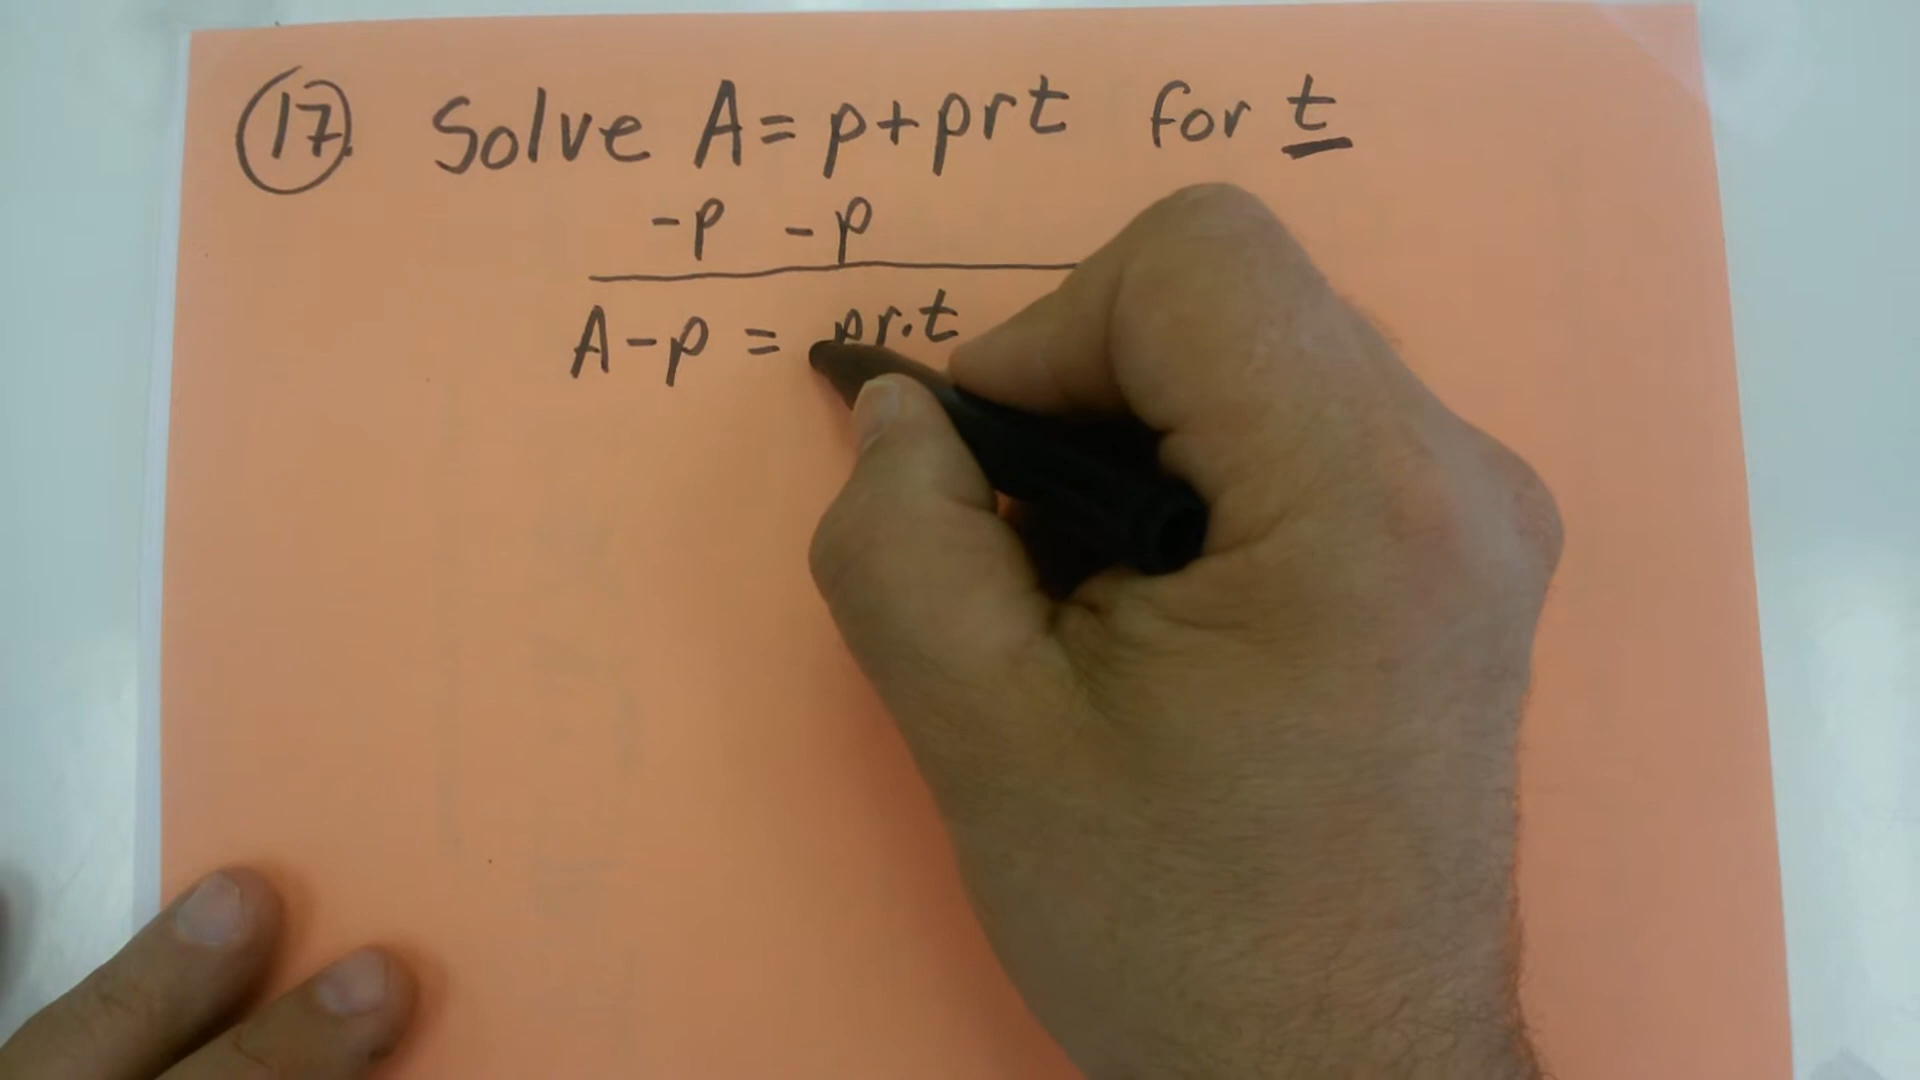 17. Solve A = p + prt for t
-p -p
A - p = pr·t